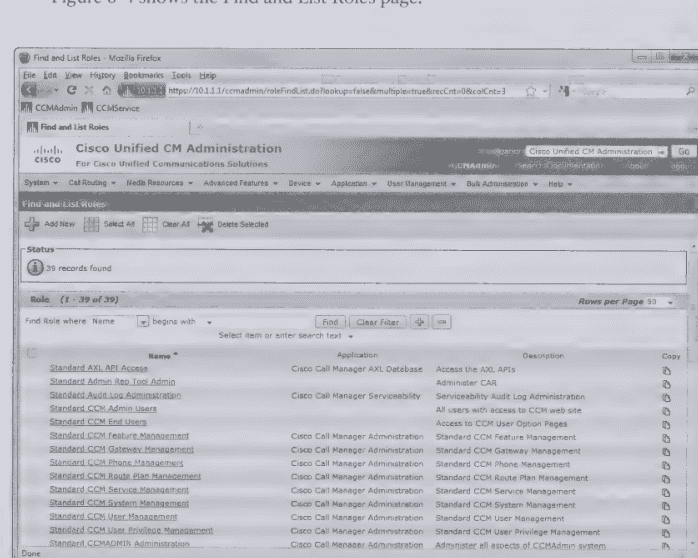 Figure 8-4 shows the Find and List Roles page.
Find and List Roles - Mozilla Firefox
File Edit View History Bookmarks Tools Help
10.1.1.1 https://10.1.1.1/ccmadmin/roleFindList.do?lookup=false&multiple=true&recCnt=0&colCnt=3
CCMAdmin CCMService
Find and List Roles
CISCO
Cisco Unified CM Administration
For Cisco Unified Communications Solutions
Cisco Unified CM Administration Go
Search Documentation About
System Call Routing Media Resources Advanced Features Device Application User Management Bulk Administration Help
Find and List Roles
Add New Select All Clear All Delete Selected
Status
39 records found
Role (1 - 39 of 39) Rows per Page 50
Find Role where Name begins with Find Clear Filter
Select item or enter search text
Name Application Description Copy
Standard AXL API Access Cisco Call Manager AXL Database Access the AXL APIs
Standard Admin Rep Tool Admin Administer CAR
Standard Audit Log Administration Cisco Call Manager Serviceability Serviceability Audit Log Administration
Standard CCM Admin Users All users with access to CCM web site
Standard CCM End Users Access to CCM User Option Pages
Standard CCM Feature Management Cisco Call Manager Administration Standard CCM Feature Management
Standard CCM Gateway Management Cisco Call Manager Administration Standard CCM Gateway Management
Standard CCM Phone Management Cisco Call Manager Administration Standard CCM Phone Management
Standard CCM Route Plan Management Cisco Call Manager Administration Standard CCM Route Plan Management
Standard CCM Service Management Cisco Call Manager Administration Standard CCM Service Management
Standard CCM System Management Cisco Call Manager Administration Standard CCM System Management
Standard CCM User Management Cisco Call Manager Administration Standard CCM User Management
Standard CCM User Privilege Management Cisco Call Manager Administration Standard CCM User Privilege Management
Standard CCMADMIN Administration Cisco Call Manager Administration Administer all aspects of CCMAdmin system
Done